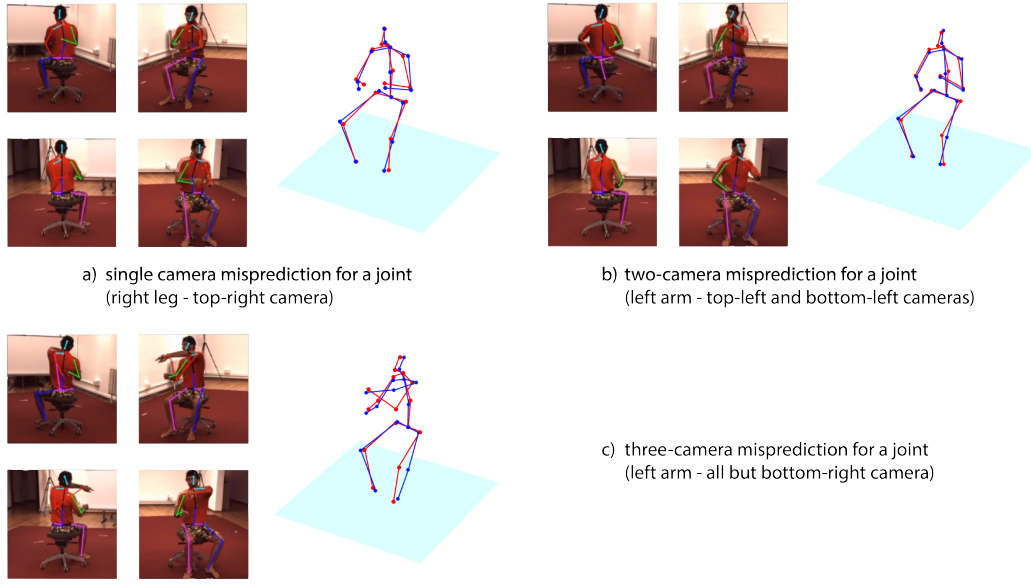 a) single camera misprediction for a joint
(right leg - top-right camera)
b) two-camera misprediction for a joint
(left arm - top-left and bottom-left cameras)
c) three-camera misprediction for a joint
(left arm - all but bottom-right camera)